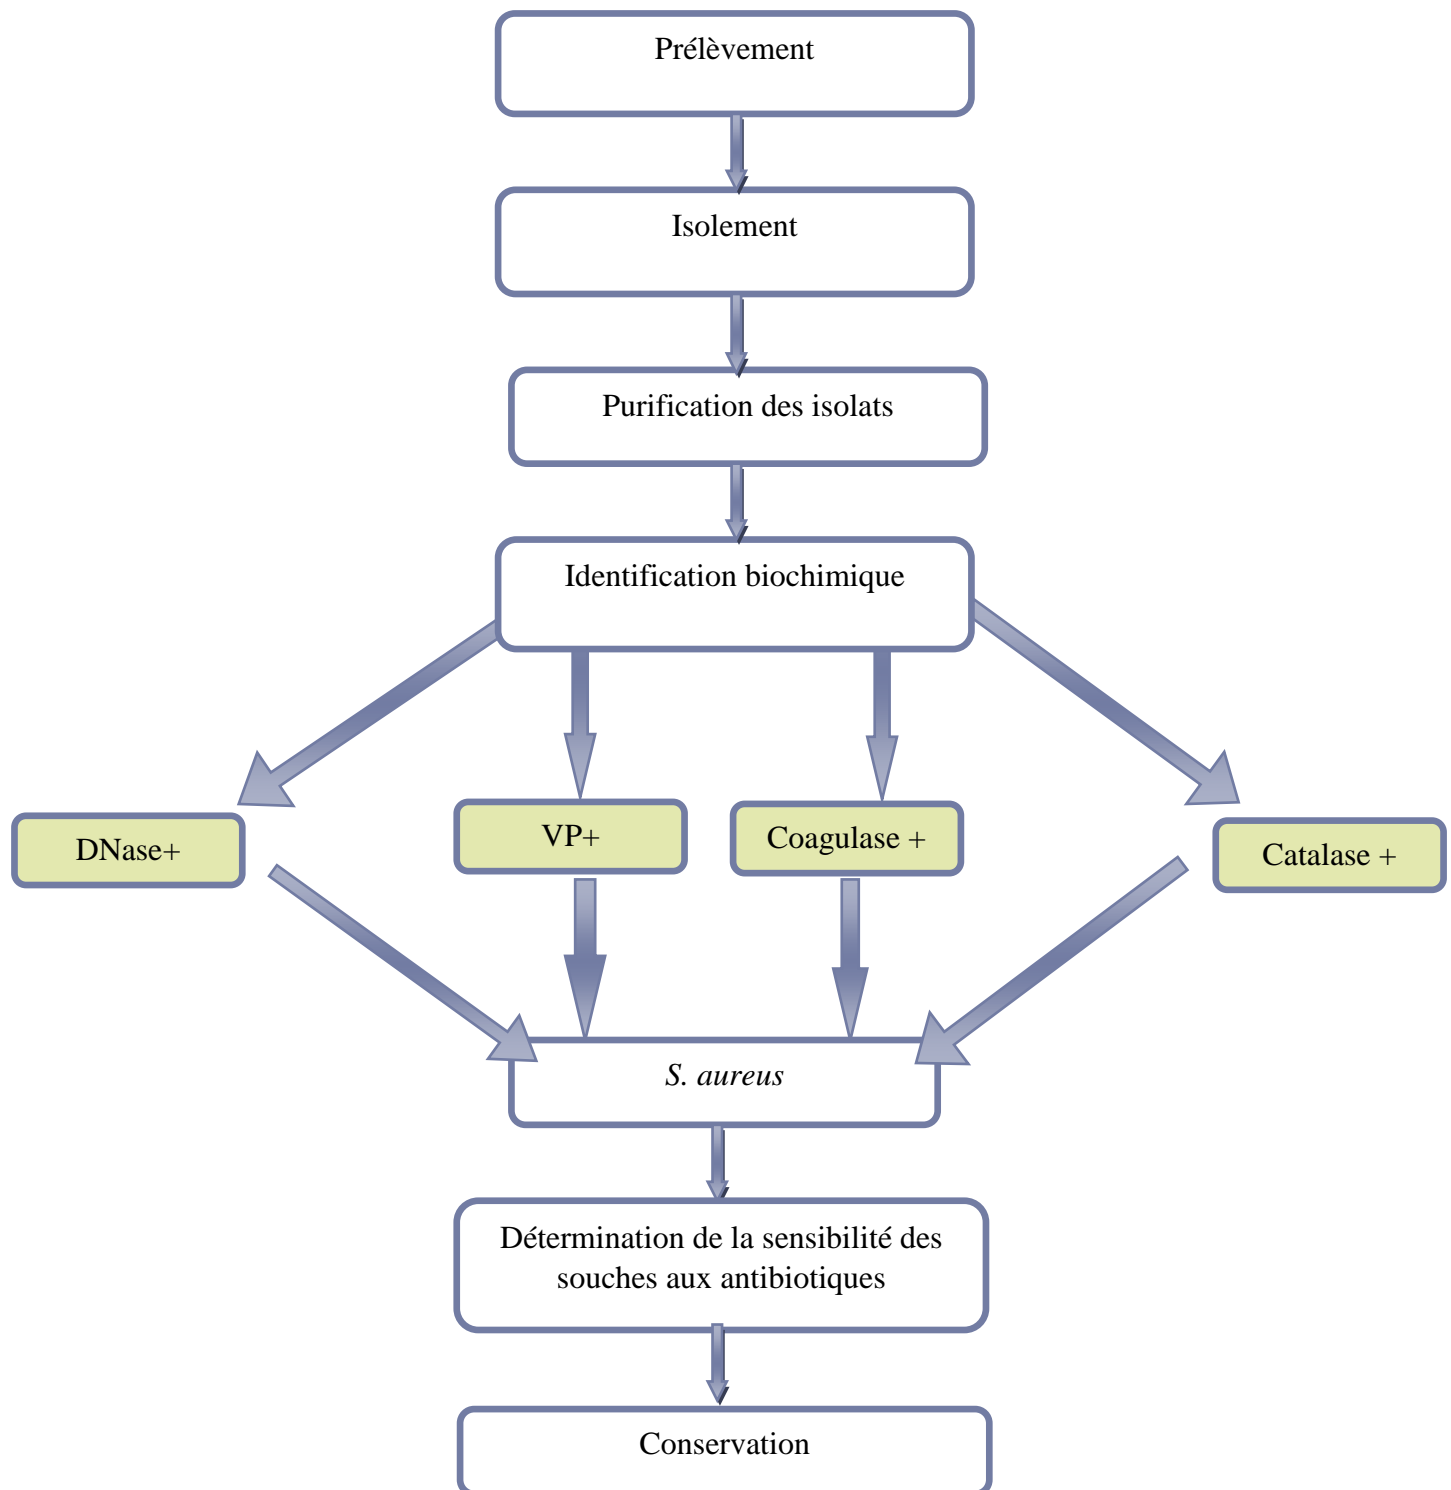 Prélèvement
Isolement
Purification des isolats
Identification biochimique
DNase+
VP+
Coagulase +
Catalase +
S. aureus
Détermination de la sensibilité des
souches aux antibiotiques
Conservation